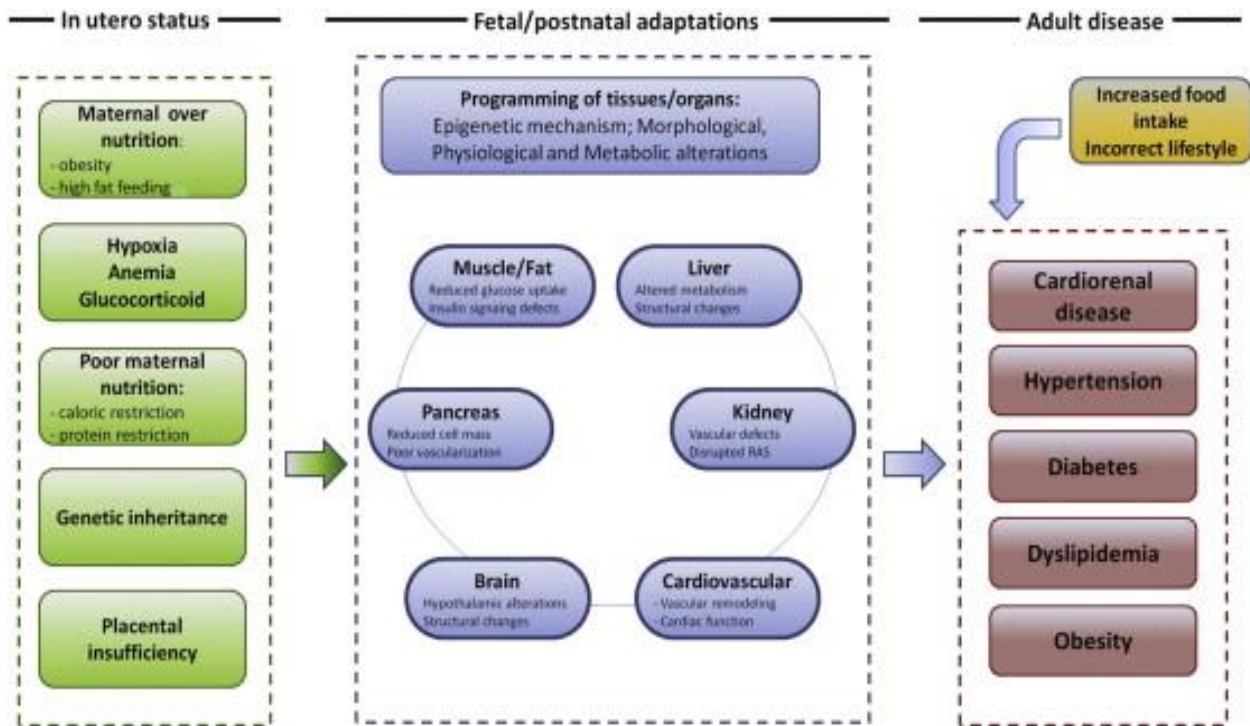 In utero status
Fetal/postnatal adaptations
Adult disease
Maternal over
nutrition:
- obesity
- high fat feeding
Hypoxia
Anemia
Glucocorticoid
Poor maternal
nutrition:
- caloric restriction
- protein restriction
Genetic inheritance
Placental
insufficiency
Programming of tissues/organs:
Epigenetic mechanism; Morphological,
Physiological and Metabolic alterations
Muscle/Fat
Reduced glucose uptake
Insulin signaing defects
Liver
Altered metabolism
Structural changes
Pancreas
Reduced cell mass
Poor vascularization
Kidney
Vascular defects
Disrupted RAS
Brain
Hypothalamic alterations
Structural changes
Cardiovascular
- Vascular remodeling
- Cardiac function
Increased food
intake
Incorrect lifestyle
Cardiorenal
disease
Hypertension
Diabetes
Dyslipidemia
Obesity